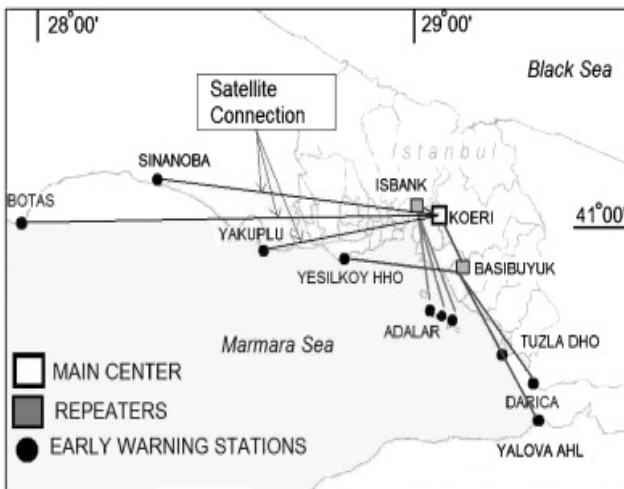 28°00'
29°00'
Black Sea
Satellite
Connection
Istanbul
SINANOBA
ISBANK
BOTAS
KOERI
41°00'
YAKUPLU
YESILKOY HHO
BASIBUYUK
ADALAR
TUZLA DHO
Marmara Sea
MAIN CENTER
DARICA
REPEATERS
YALOVA AHL
EARLY WARNING STATIONS